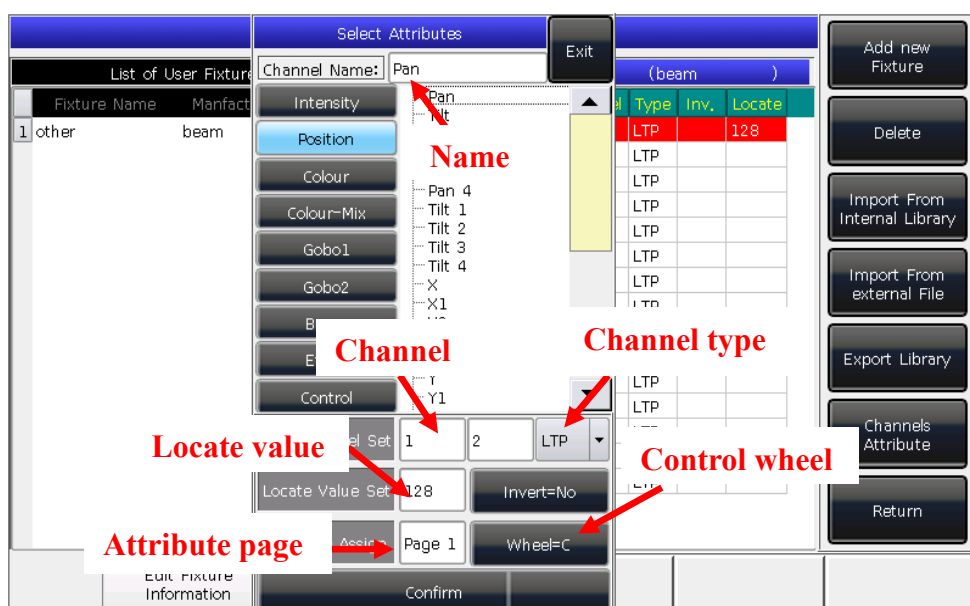 Select Attributes
Exit
Add new
Fixture
List of User Fixture
Channel Name:
Pan
(beam )
Fixture Name
Manfact
Intensity
Pan
Tilt
Type
Inv.
Locate
1
other
beam
Position
LTP
128
Delete
Name
LTP
Colour
LTP
Pan 4
Import From
Internal Library
Colour-Mix
Tilt 1
LTP
Tilt 2
LTP
Gobo1
Tilt 3
LTP
Tilt 4
Import From
external File
Gobo2
X
LTP
X1
LTP
Channel
Channel type
Export Library
Y
LTP
Control
Y1
LTP
Channels
Attribute
Locate value
Set
1
2
LTP
Control wheel
Locate Value Set
128
Invert=No
LTP
Return
Attribute page
Assign
Page 1
Wheel=C
Edit Fixture
Information
Confirm